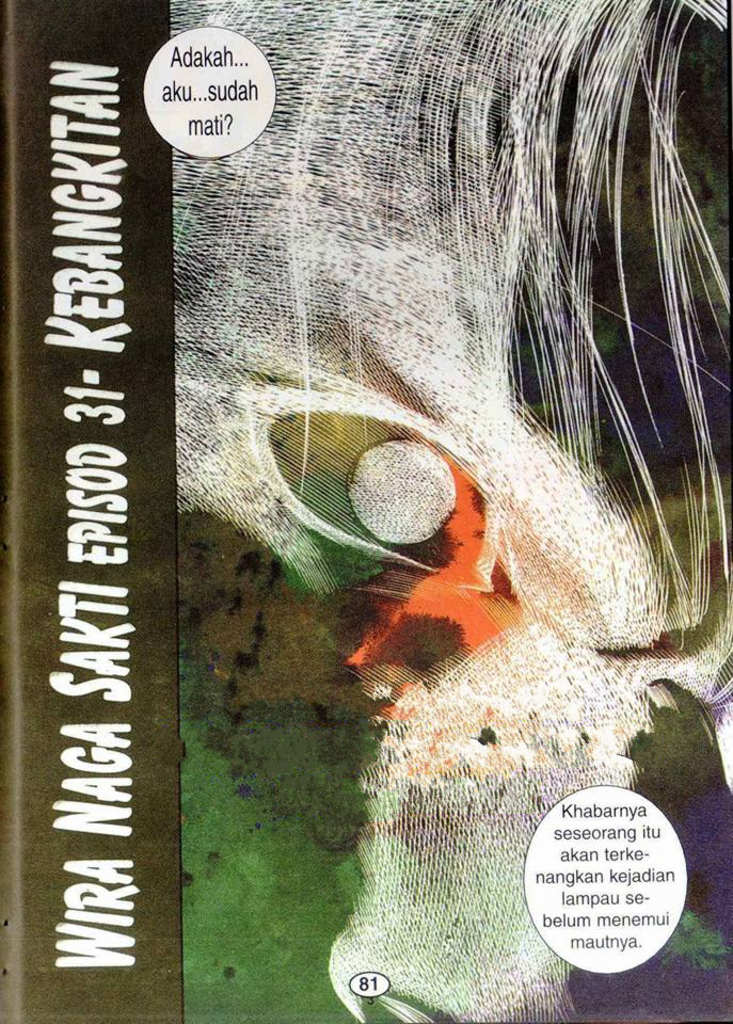 WIRA NAGA SAKTI EPISOD 31- KEBANGKITAN
Adakah...
aku...sudah
mati?
Khabarnya
seseorang itu
akan terke-
nangkan kejadian
lampau se-
belum menemui
mautnya.
81
3